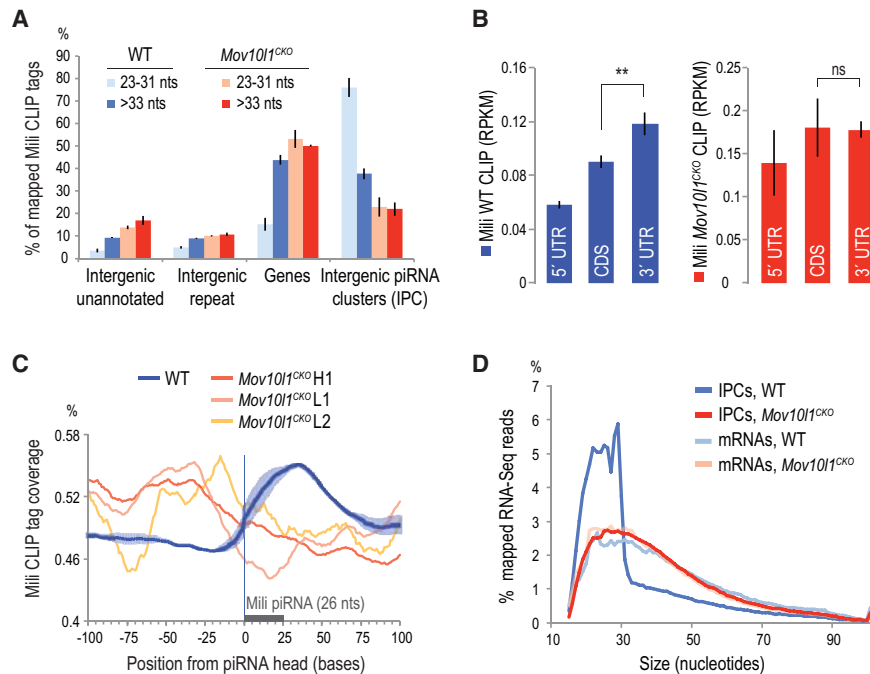 A
%
WT
Mov10l1CKO
23-31 nts
23-31 nts
>33 nts
>33 nts
% of mapped Mili CLIP tags
90
80
70
60
50
40
30
20
10
0
Intergenic unannotated
Intergenic repeat
Genes
Intergenic piRNA clusters (IPC)
B
Mili WT CLIP (RPKM)
0.16
0.12
0.08
0.04
0
**
5´ UTR
CDS
3´ UTR
Mili Mov10l1CKO CLIP (RPKM)
0.25
0.2
0.15
0.1
0.05
0
ns
5´ UTR
CDS
3´ UTR
C
WT
Mov10l1CKO H1
Mov10l1CKO L1
Mov10l1CKO L2
%
Mili CLIP tag coverage
0.58
0.52
0.46
0.4
Mili piRNA (26 nts)
-100 -75 -50 -25 0 25 50 75 100
Position from piRNA head (bases)
D
%
% mapped RNA-Seq reads
7
6
5
4
3
2
1
0
IPCs, WT
IPCs, Mov10l1CKO
mRNAs, WT
mRNAs, Mov10l1CKO
10 30 50 70 90
Size (nucleotides)